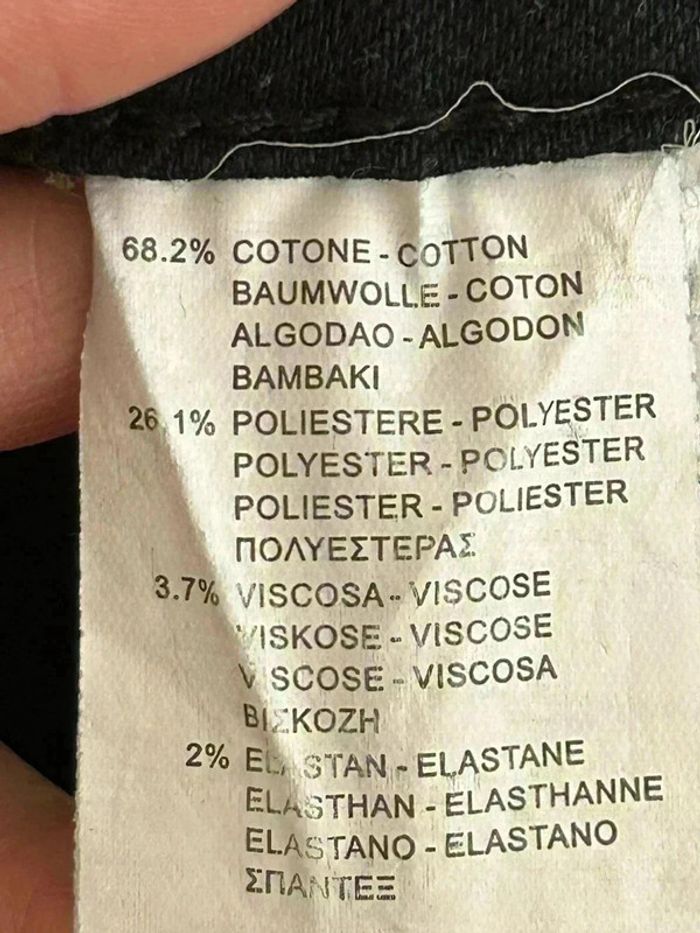 68.2% COTONE - COTTON
BAUMWOLLE - COTON
ALGODAO - ALGODON
BAMBAKI
26.1% POLIESTERE - POLYESTER
POLYESTER - POLYESTER
POLIESTER - POLIESTER
ΠΟΛΥΕΣΤΕΡΑΣ
3.7% VISCOSA - VISCOSE
VISKOSE - VISCOSE
VISCOSE - VISCOSA
ΒΙΣΚΟΖΗ
2% ELASTAN - ELASTANE
ELASTHAN - ELASTHANNE
ELASTANO - ELASTANO
ΣΠΑΝΤΕΞ